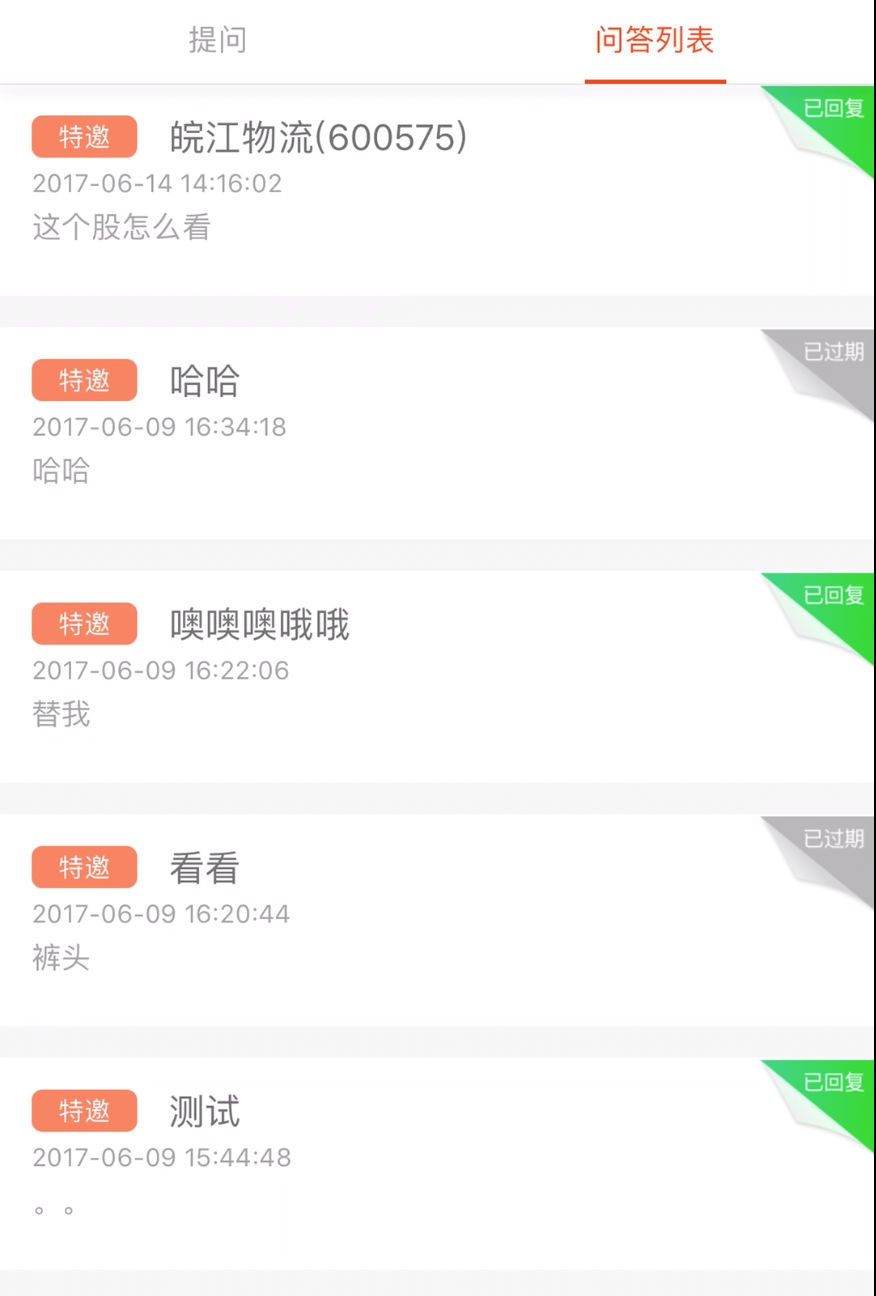 提问 问答列表
已回复
特邀 皖江物流(600575)
2017-06-14 14:16:02
这个股怎么看
已过期
特邀 哈哈
2017-06-09 16:34:18
哈哈
已回复
特邀 噢噢噢哦哦
2017-06-09 16:22:06
替我
已过期
特邀 看看
2017-06-09 16:20:44
裤头
已回复
特邀 测试
2017-06-09 15:44:48
。。